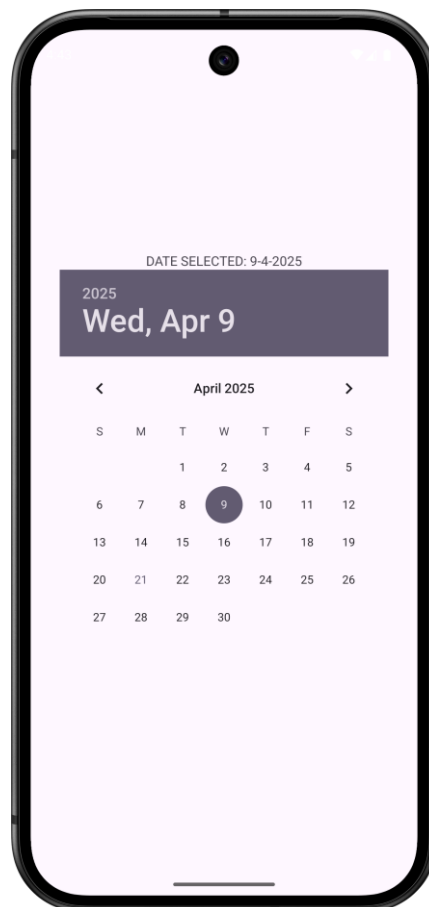 DATE SELECTED: 9-4-2025
2025
Wed, Apr 9
April 2025
S M T W T F S
1 2 3 4 5
6 7 8 9 10 11 12
13 14 15 16 17 18 19
20 21 22 23 24 25 26
27 28 29 30